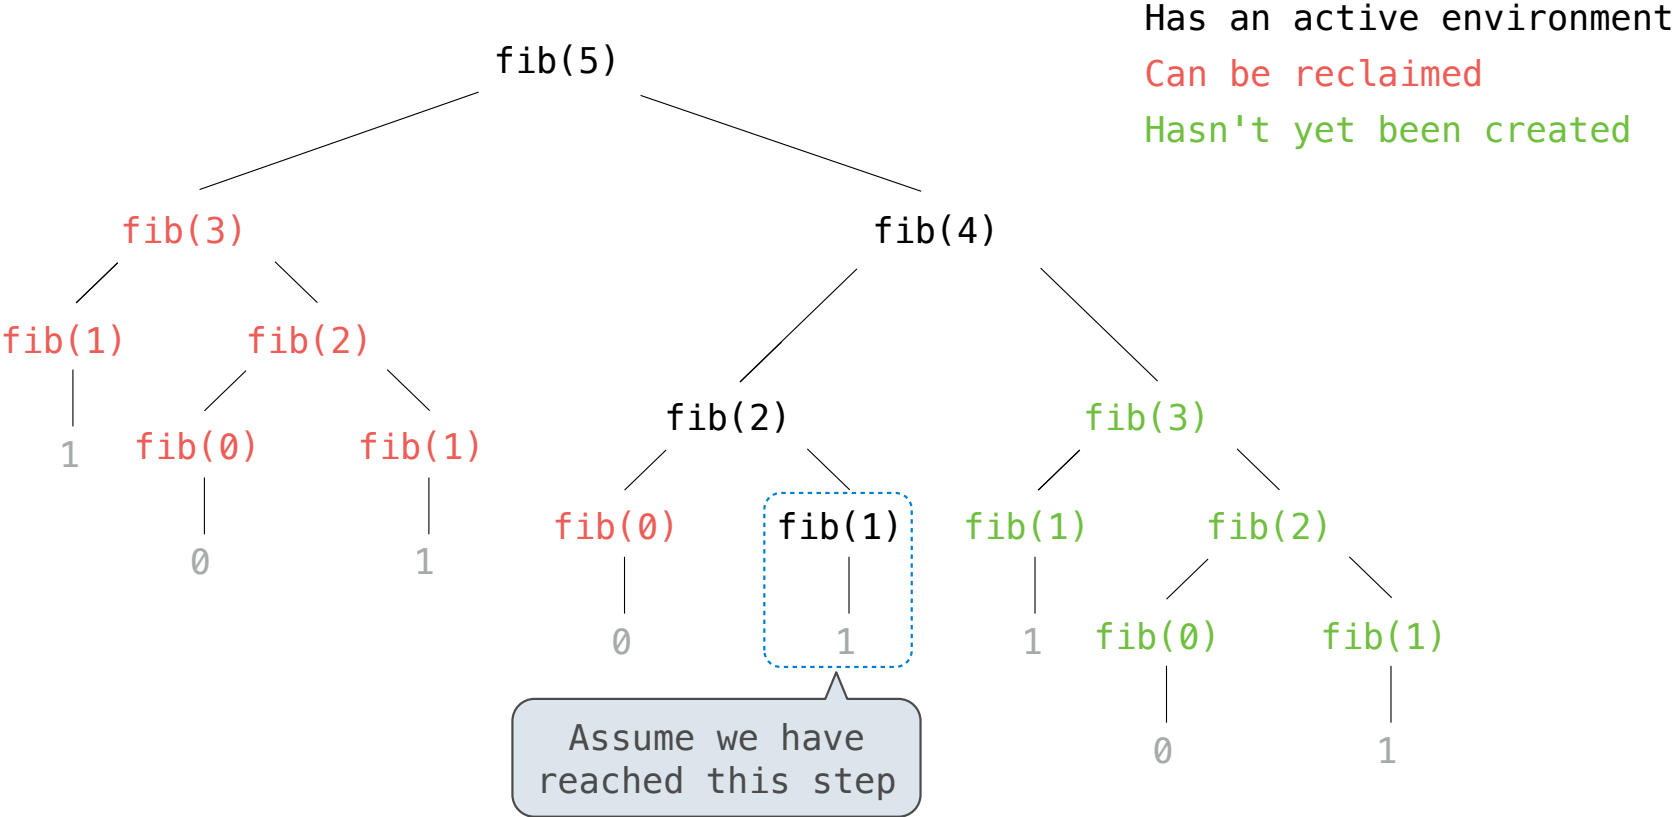 Has an active environment
fib(5)
Can be reclaimed
Hasn't yet been created
fib(3)
fib(4)
fib(1)
fib(2)
fib(2)
fib(3)
1
fib(0)
fib(1)
fib(0)
fib(1)
fib(1)
fib(2)
0
1
0
1
1
fib(0)
fib(1)
Assume we have
reached this step
0
1